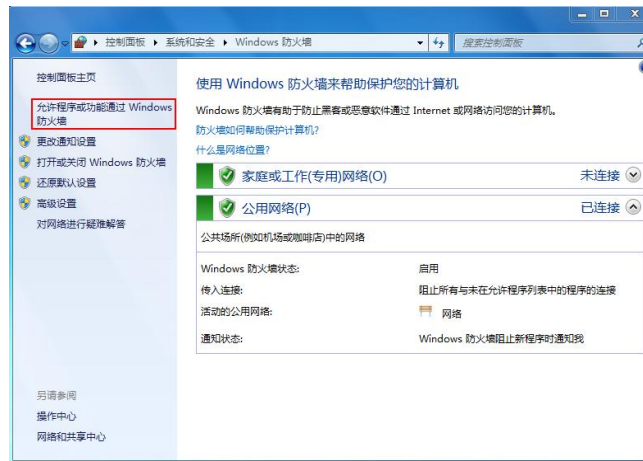 控制面板 ▸ 系统和安全 ▸ Windows 防火墙
搜索控制面板
控制面板主页
允许程序或功能通过 Windows
防火墙
更改通知设置
打开或关闭 Windows 防火墙
还原默认设置
高级设置
对网络进行疑难解答
另请参阅
操作中心
网络和共享中心
使用 Windows 防火墙来帮助保护您的计算机
Windows 防火墙有助于防止黑客或恶意软件通过 Internet 或网络访问您的计算机。
防火墙如何帮助保护计算机?
什么是网络位置?
家庭或工作(专用)网络(O) 未连接
公用网络(P) 已连接
公共场所(例如机场或咖啡店)中的网络
Windows 防火墙状态: 启用
传入连接: 阻止所有与未在允许程序列表中的程序的连接
活动的公用网络: 网络
通知状态: Windows 防火墙阻止新程序时通知我